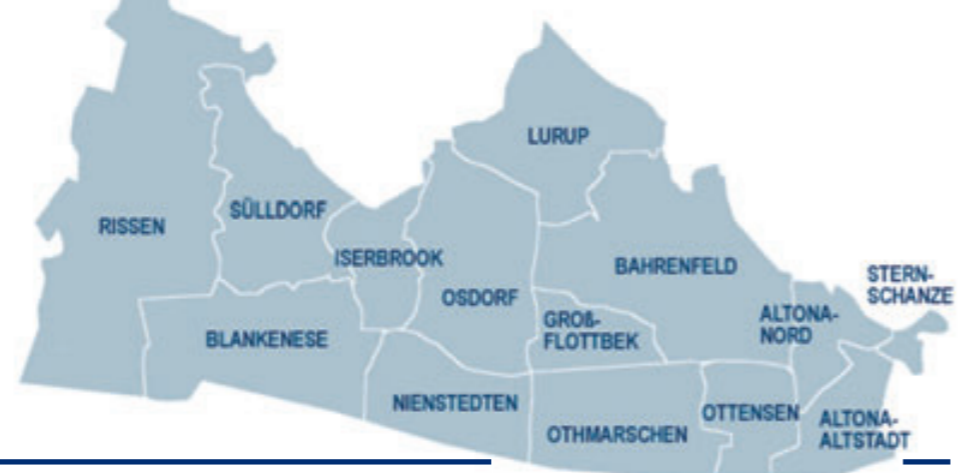 LURUP
RISSEN
SÜLLDORF
ISERBROOK
BAHRENFELD
OSDORF
STERN-
SCHANZE
GROß-
FLOTTBEK
ALTONA-
NORD
BLANKENESE
NIENSTEDTEN
OTHMARSCHEN
OTTENSEN
ALTONA-
ALTSTADT